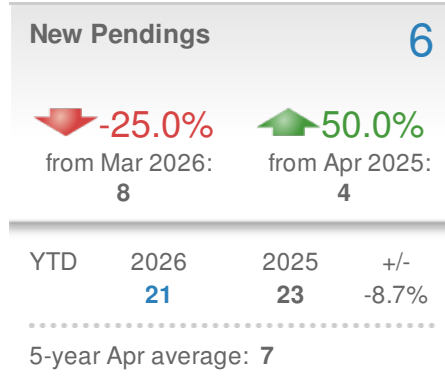 New Pendings 6
-25.0% 50.0%
from Mar 2026: from Apr 2025:
8 4
YTD 2026 2025 +/-
21 23 -8.7%
5-year Apr average: 7